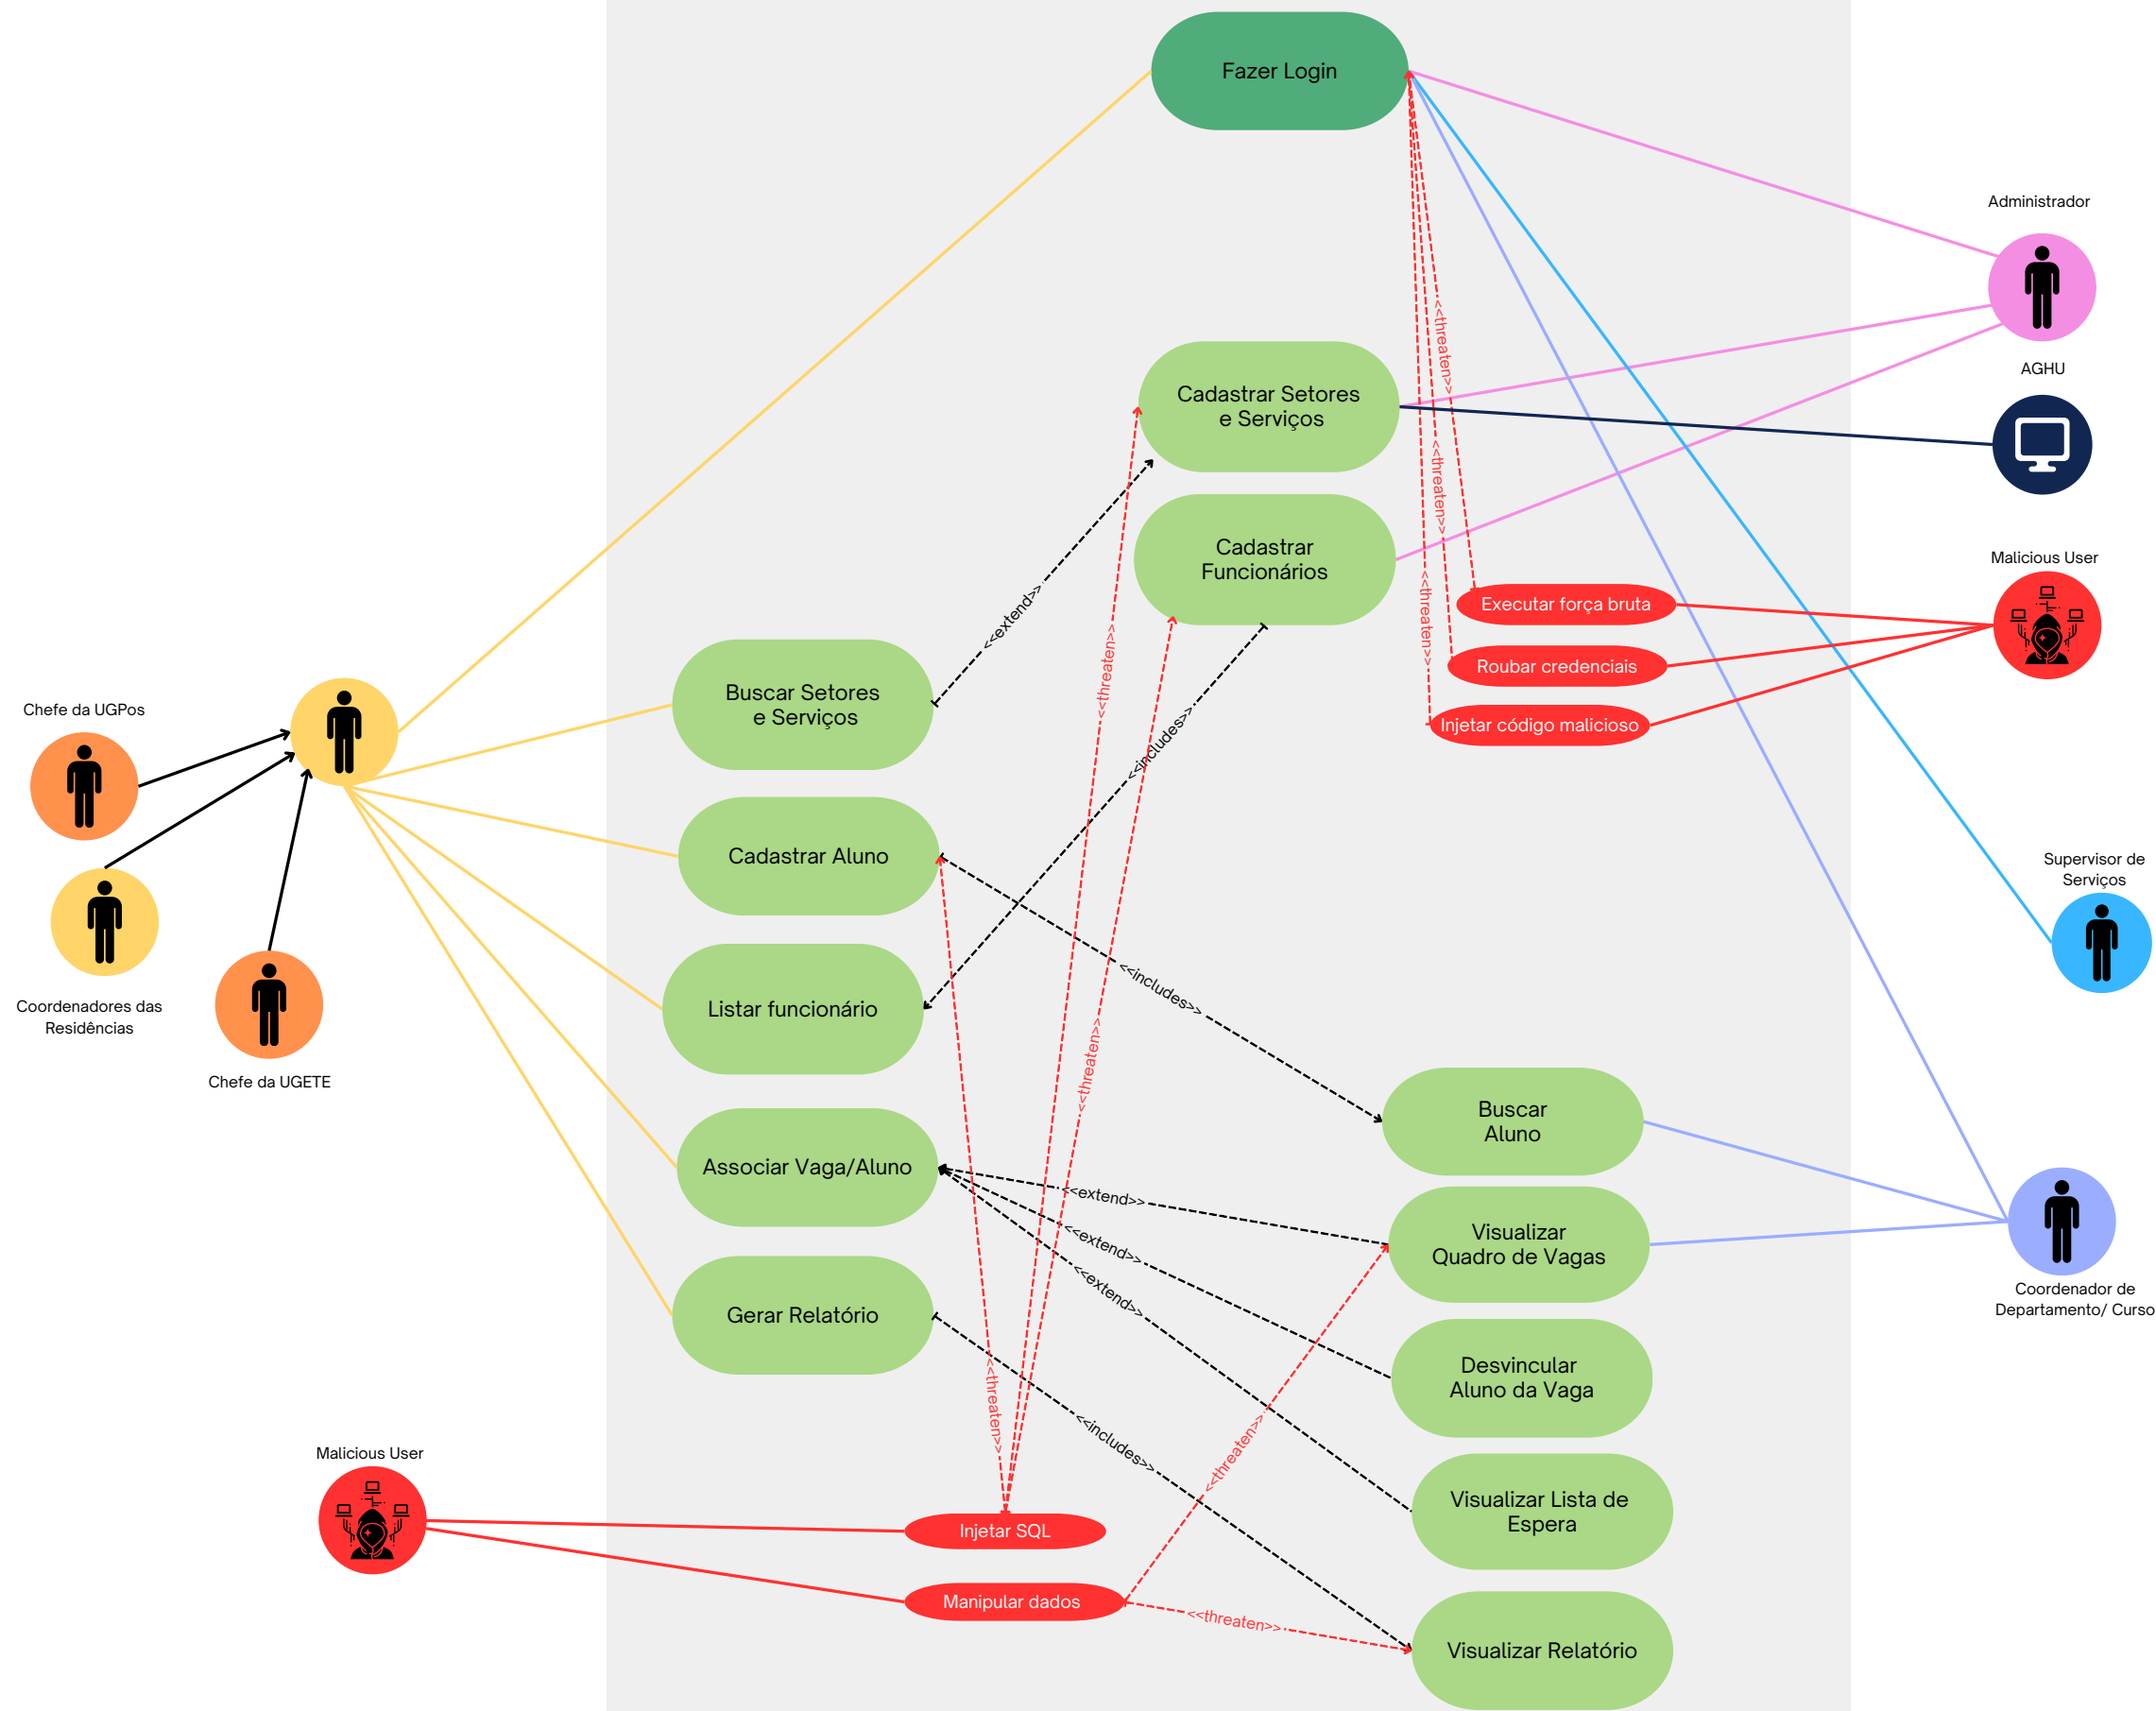 Fazer Login
Administrador
<<threaten>>
AGHU
Cadastrar Setores
e Serviços
<<threaten>>
Cadastrar
Funcionários
Malicious User
<<extend>>
<<threaten>>
Executar força bruta
<<threaten>>
Roubar credenciais
Buscar Setores
e Serviços
Chefe da UGPos
Injetar código malicioso
<<includes>>
Cadastrar Aluno
Supervisor de
Serviços
<<includes>>
Listar funcionário
Coordenadores das
Residências
<<threaten>>
Chefe da UGETE
Buscar
Aluno
Associar Vaga/Aluno
<<extend>>
<<extend>>
Visualizar
Quadro de Vagas
<<extend>>
Coordenador de
Departamento/ Curso
Gerar Relatório
Desvincular
Aluno da Vaga
<<threaten>>
<<includes>>
<<threaten>>
Malicious User
Visualizar Lista de
Espera
Injetar SQL
Manipular dados
<<threaten>>
Visualizar Relatório